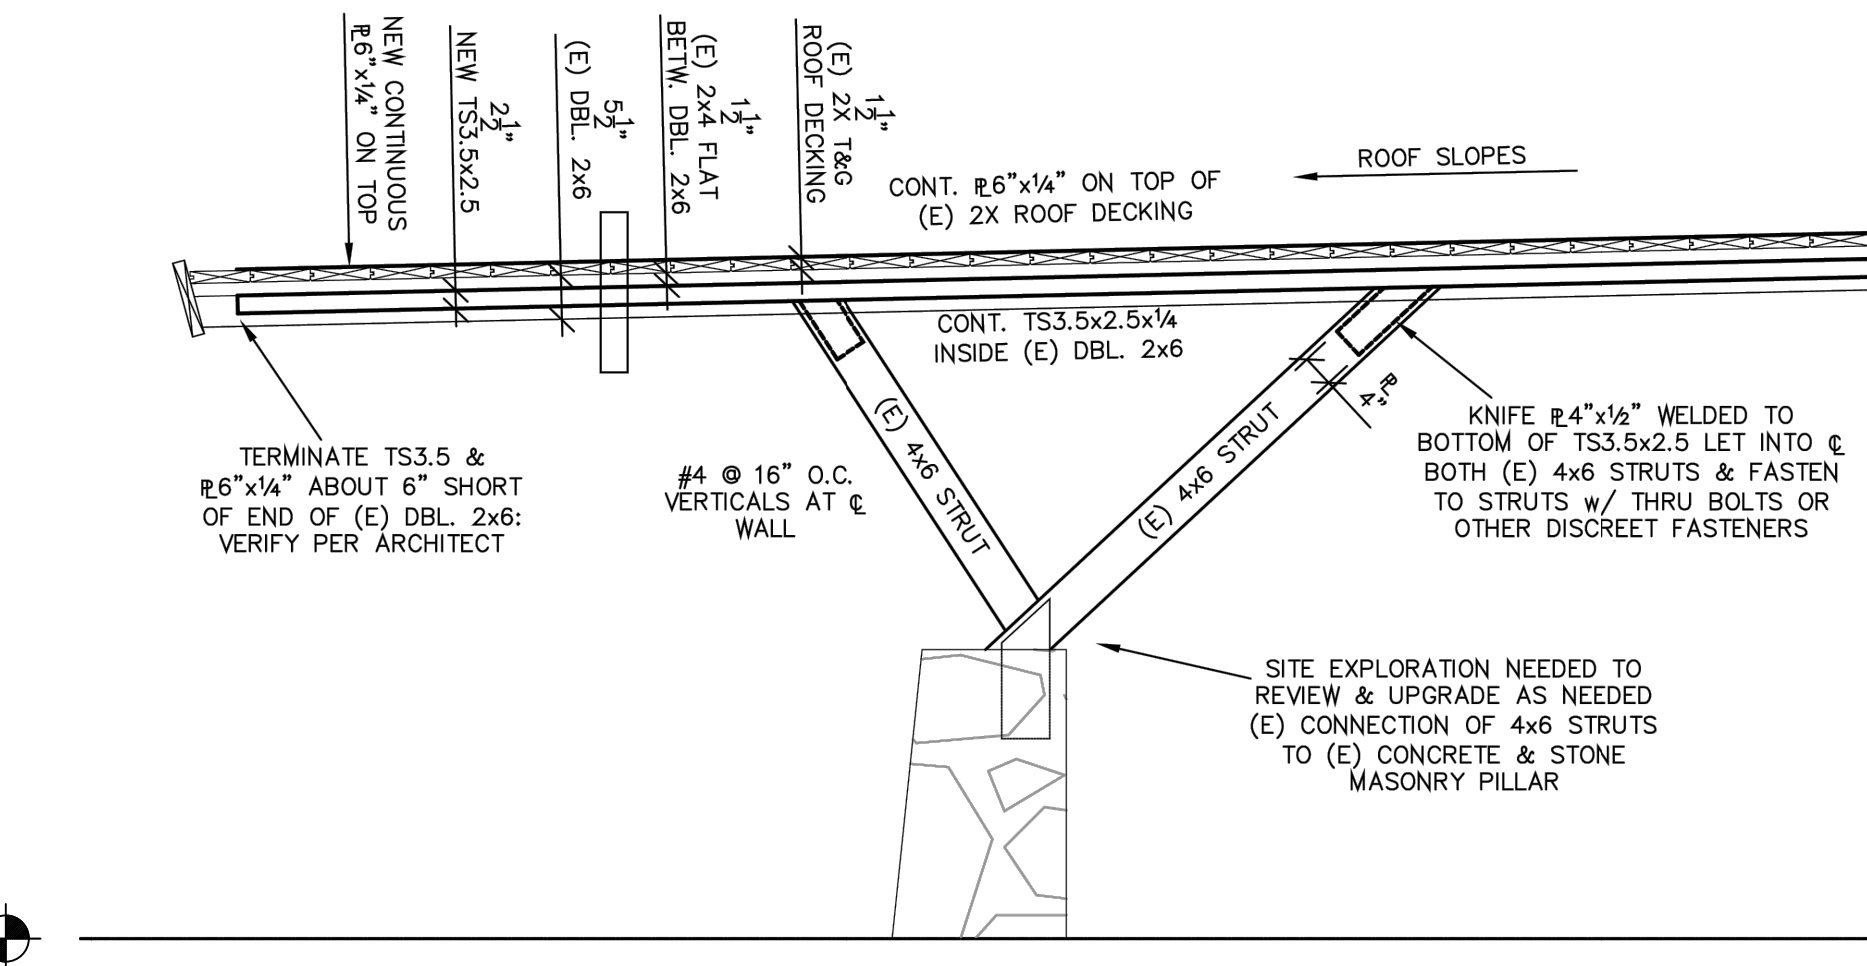 NEW CONTINUOUS
℄6"x¼" ON TOP
2½"
NEW TS3.5x2.5
5½"
(E) DBL. 2x6
1½"
(E) 2x4 FLAT
BETW. DBL. 2x6
1½"
(E) 2X T&G
ROOF DECKING
CONT. ℄6"x¼" ON TOP OF
(E) 2X ROOF DECKING
ROOF SLOPES
CONT. TS3.5x2.5x¼
INSIDE (E) DBL. 2x6
TERMINATE TS3.5 &
℄6"x¼" ABOUT 6" SHORT
OF END OF (E) DBL. 2x6:
VERIFY PER ARCHITECT
#4 @ 16" O.C.
VERTICALS AT ℄
WALL
(E) 4x6 STRUT
(E) 4x6 STRUT
PL
4"
KNIFE PL4"x½" WELDED TO
BOTTOM OF TS3.5x2.5 LET INTO ℄
BOTH (E) 4x6 STRUTS & FASTEN
TO STRUTS w/ THRU BOLTS OR
OTHER DISCREET FASTENERS
SITE EXPLORATION NEEDED TO
REVIEW & UPGRADE AS NEEDED
(E) CONNECTION OF 4x6 STRUTS
TO (E) CONCRETE & STONE
MASONRY PILLAR